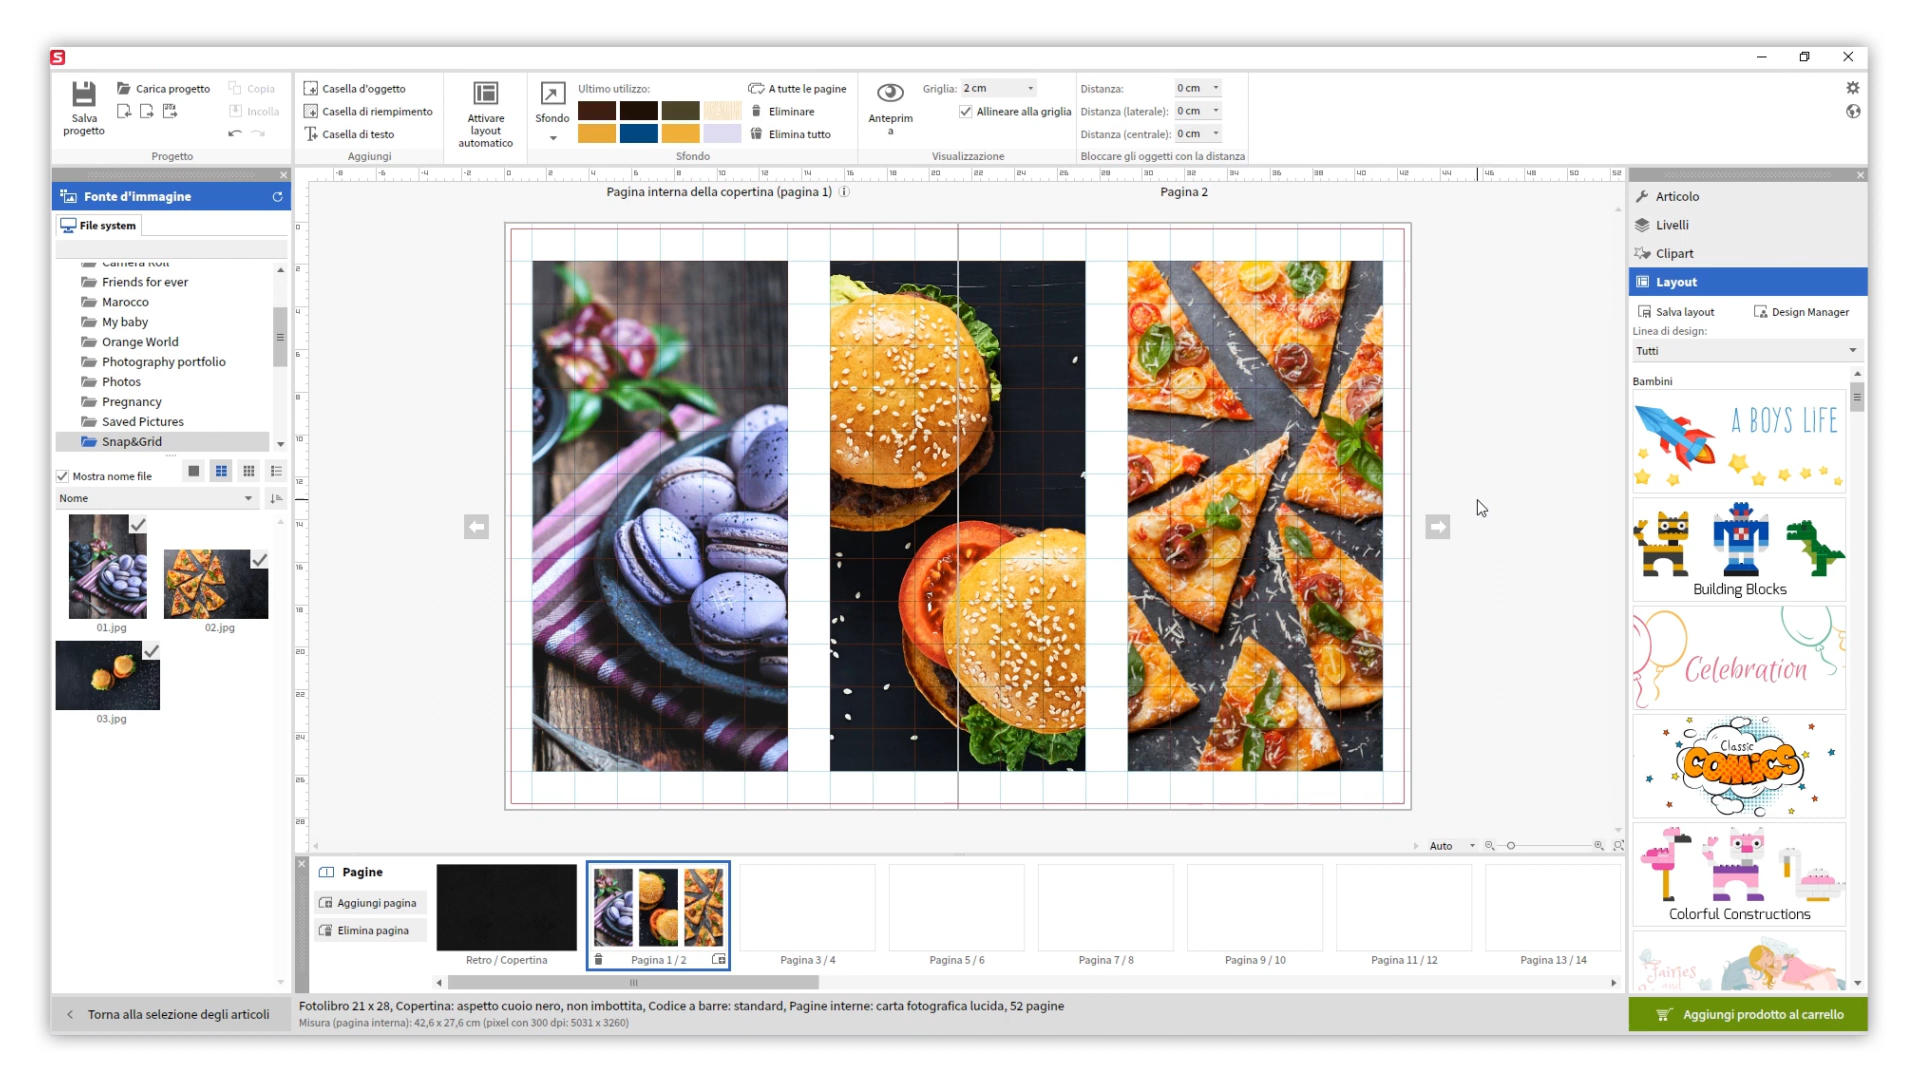 S
Salva
progetto
Carica progetto
Copia
Incolla
Progetto
Casella d'oggetto
Casella di riempimento
Casella di testo
Aggiungi
Attivare
layout
automatico
Sfondo
Ultimo utilizzo:
A tutte le pagine
Eliminare
Elimina tutto
Sfondo
Anteprim
a
Griglia: 2 cm
Allineare alla griglia
Visualizzazione
Distanza: 0 cm
Distanza (laterale): 0 cm
Distanza (centrale): 0 cm
Bloccare gli oggetti con la distanza
Fonte d'immagine
File system
Camera Roll
Friends for ever
Marocco
My baby
Orange World
Photography portfolio
Photos
Pregnancy
Saved Pictures
Snap&Grid
Mostra nome file
Nome
01.jpg
02.jpg
03.jpg
Pagina interna della copertina (pagina 1)
Pagina 2
Auto
Articolo
Livelli
Clipart
Layout
Salva layout
Design Manager
Linea di design:
Tutti
Bambini
A BOYS LIFE
Building Blocks
Celebration
Classic
COMICS
Colorful Constructions
Fairies
and
Pagine
Aggiungi pagina
Elimina pagina
Retro / Copertina
Pagina 1 / 2
Pagina 3 / 4
Pagina 5 / 6
Pagina 7 / 8
Pagina 9 / 10
Pagina 11 / 12
Pagina 13 / 14
Torna alla selezione degli articoli
Fotolibro 21 x 28, Copertina: aspetto cuoio nero, non imbottita, Codice a barre: standard, Pagine interne: carta fotografica lucida, 52 pagine
Misura (pagina interna): 42,6 x 27,6 cm (pixel con 300 dpi: 5031 x 3260)
Aggiungi prodotto al carrello